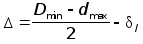 Δ = (D_min − d_max)/2 − δ_l